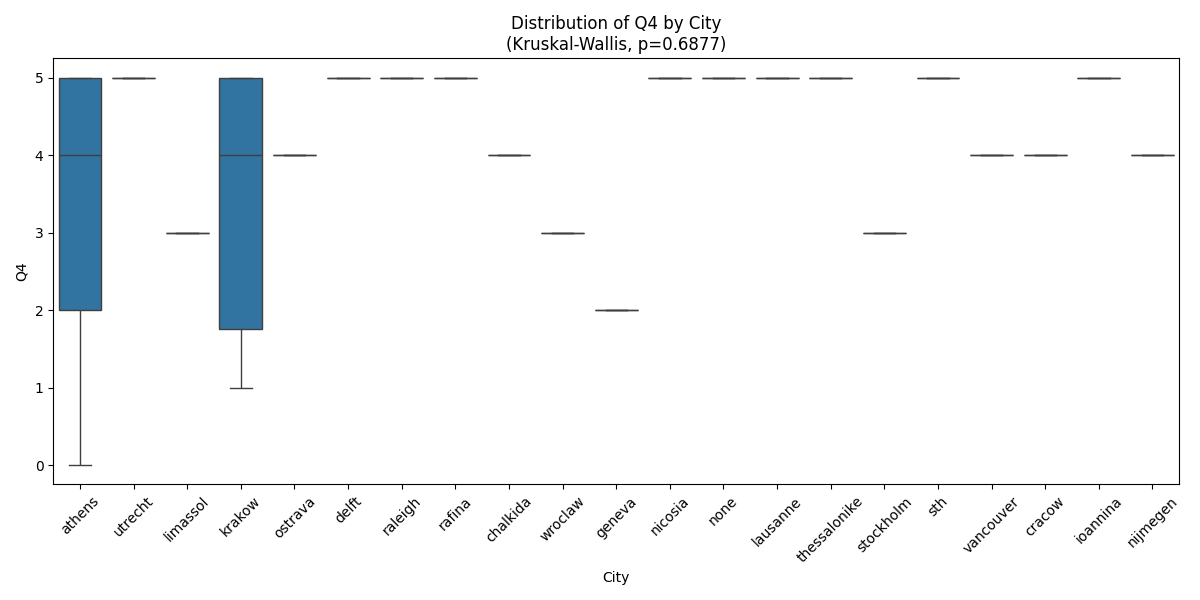 Distribution of Q4 by City
(Kruskal-Wallis, p=0.6877)
Q4
5
4
3
2
1
0
athens
utrecht
limassol
krakow
ostrava
delft
raleigh
rafina
chalkida
wroclaw
geneva
nicosia
none
lausanne
thessalonike
stockholm
sth
vancouver
cracow
ioannina
nijmegen
City